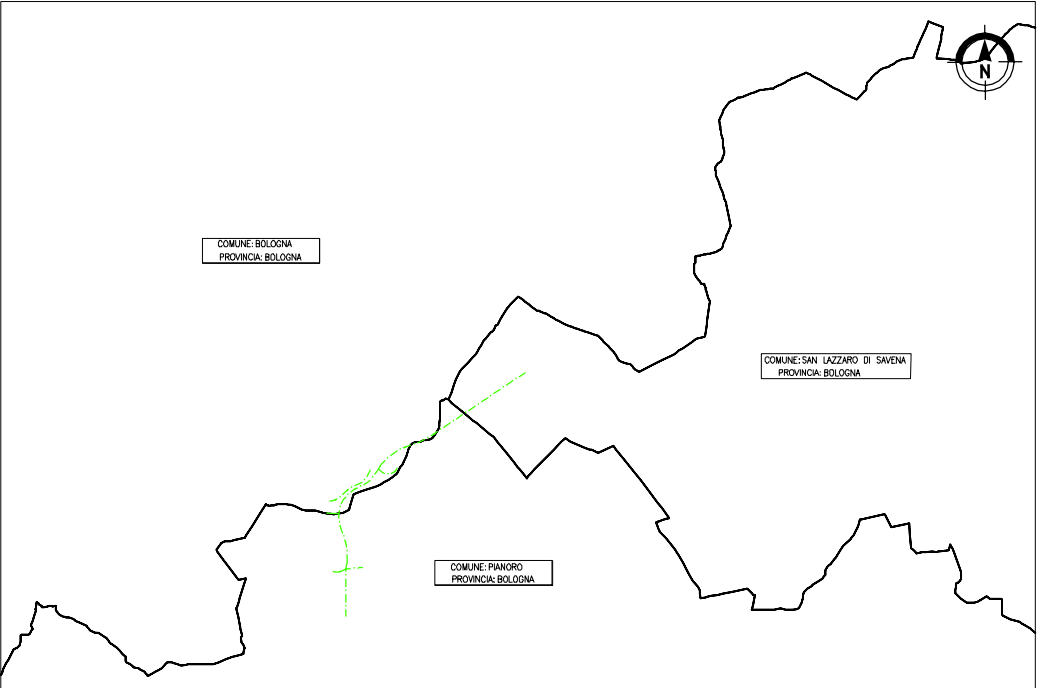 N
COMUNE: BOLOGNA
PROVINCIA: BOLOGNA
COMUNE: SAN LAZZARO DI SAVENA
PROVINCIA: BOLOGNA
COMUNE: PIANORO
PROVINCIA: BOLOGNA